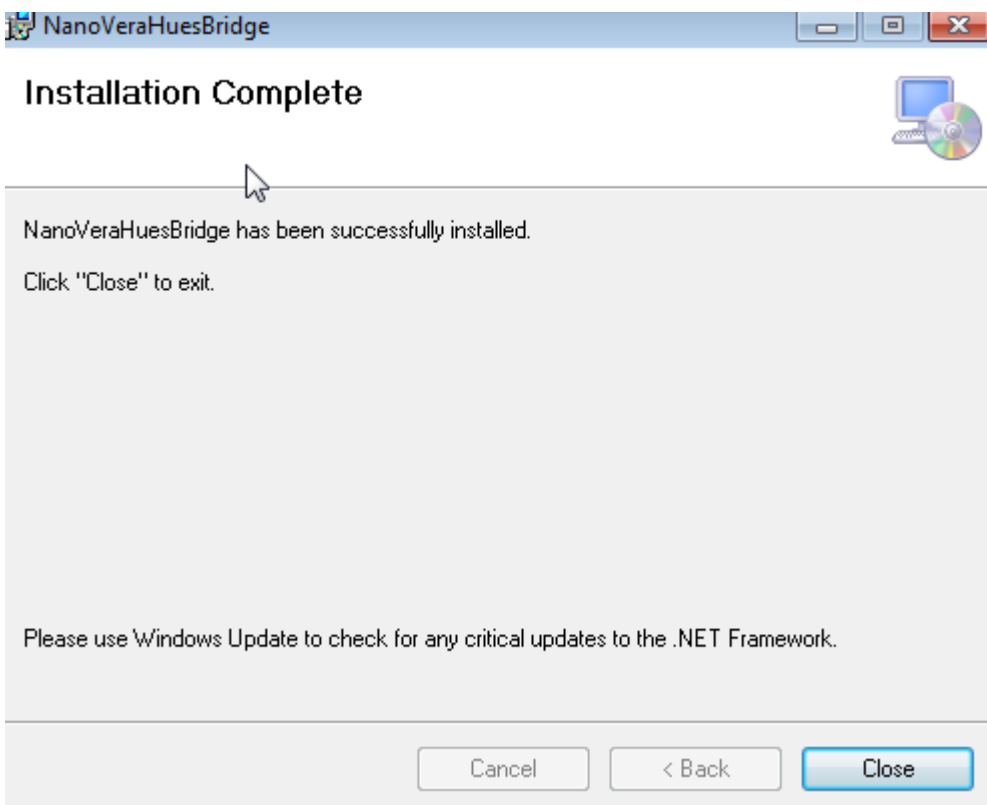 NanoVeraHuesBridge
Installation Complete
NanoVeraHuesBridge has been successfully installed.
Click "Close" to exit.
Please use Windows Update to check for any critical updates to the .NET Framework.
Cancel
< Back
Close